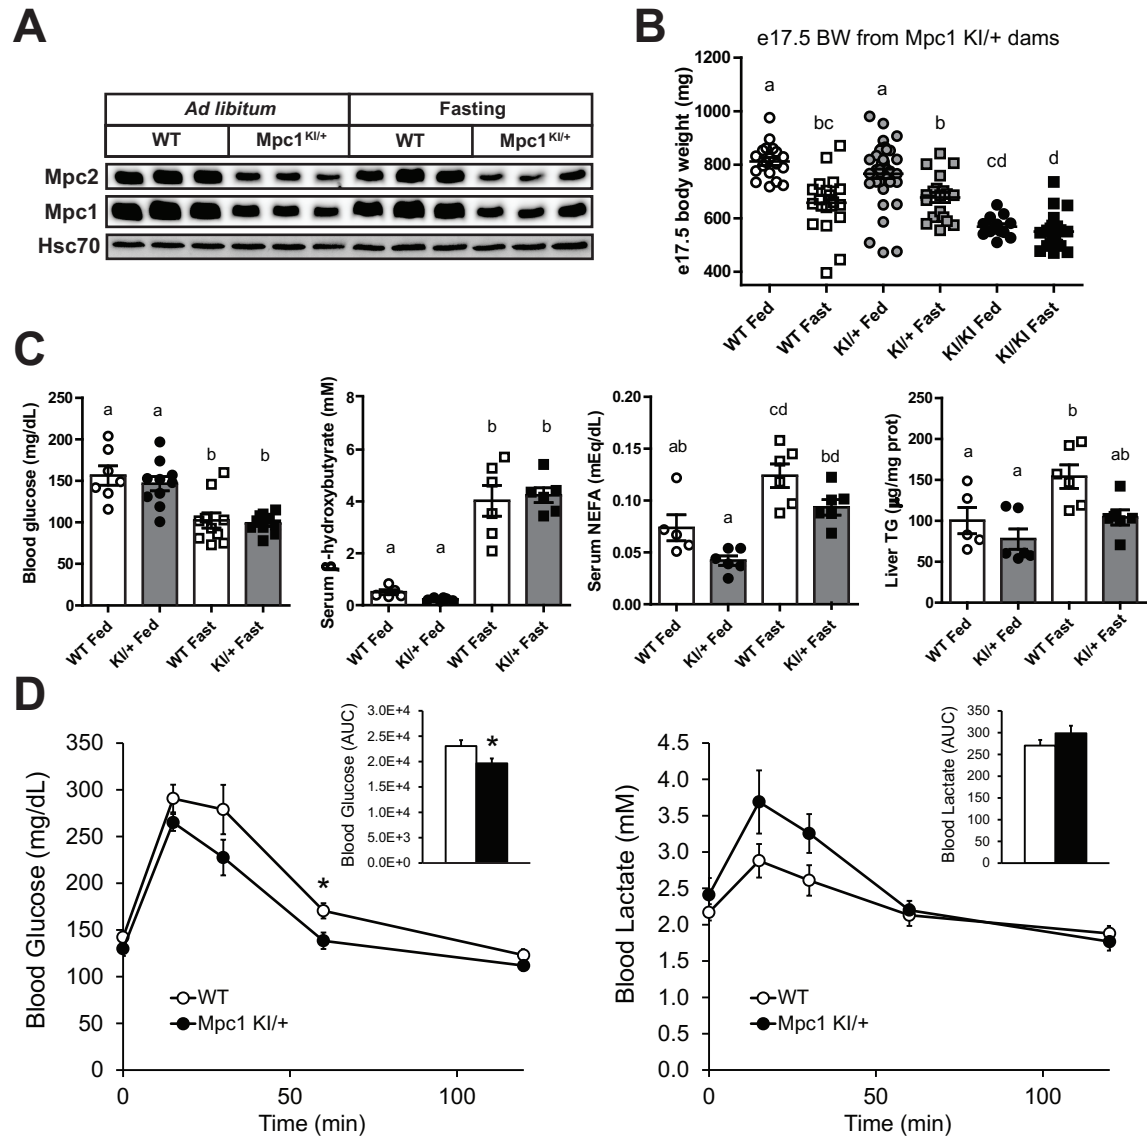 A
Ad libitum Fasting
WT Mpc1KI/+ WT Mpc1KI/+
Mpc2
Mpc1
Hsc70
B
e17.5 BW from Mpc1 KI/+ dams
e17.5 body weight (mg)
1200
1000
800
600
400
a bc a b cd d
WT Fed WT Fast KI/+ Fed KI/+ Fast KI/KI Fed KI/KI Fast
C
Blood glucose (mg/dL)
250
200
150
100
50
0
a a b b
WT Fed KI/+ Fed WT Fast KI/+ Fast
Serum β-hydroxybutyrate (mM)
8
6
4
2
0
a a b b
WT Fed KI/+ Fed WT Fast KI/+ Fast
Serum NEFA (mEq/dL)
0.20
0.15
0.10
0.05
0.00
ab a cd bd
WT Fed KI/+ Fed WT Fast KI/+ Fast
Liver TG (µg/mg prot)
150
200
150
100
50
0
a a b ab
WT Fed KI/+ Fed WT Fast KI/+ Fast
D
Blood Glucose (mg/dL)
350
300
250
200
150
100
50
0
*
WT
Mpc1 KI/+
0 50 100
Time (min)
Blood Glucose (AUC)
3.0E+4
2.5E+4
2.0E+4
1.5E+4
1.0E+4
5.0E+3
0.0E+0
*
Blood Lactate (mM)
4.5
4.0
3.5
3.0
2.5
2.0
1.5
1.0
0.5
0.0
WT
Mpc1 KI/+
0 50 100
Time (min)
Blood Lactate (AUC)
350
300
250
200
150
100
50
0